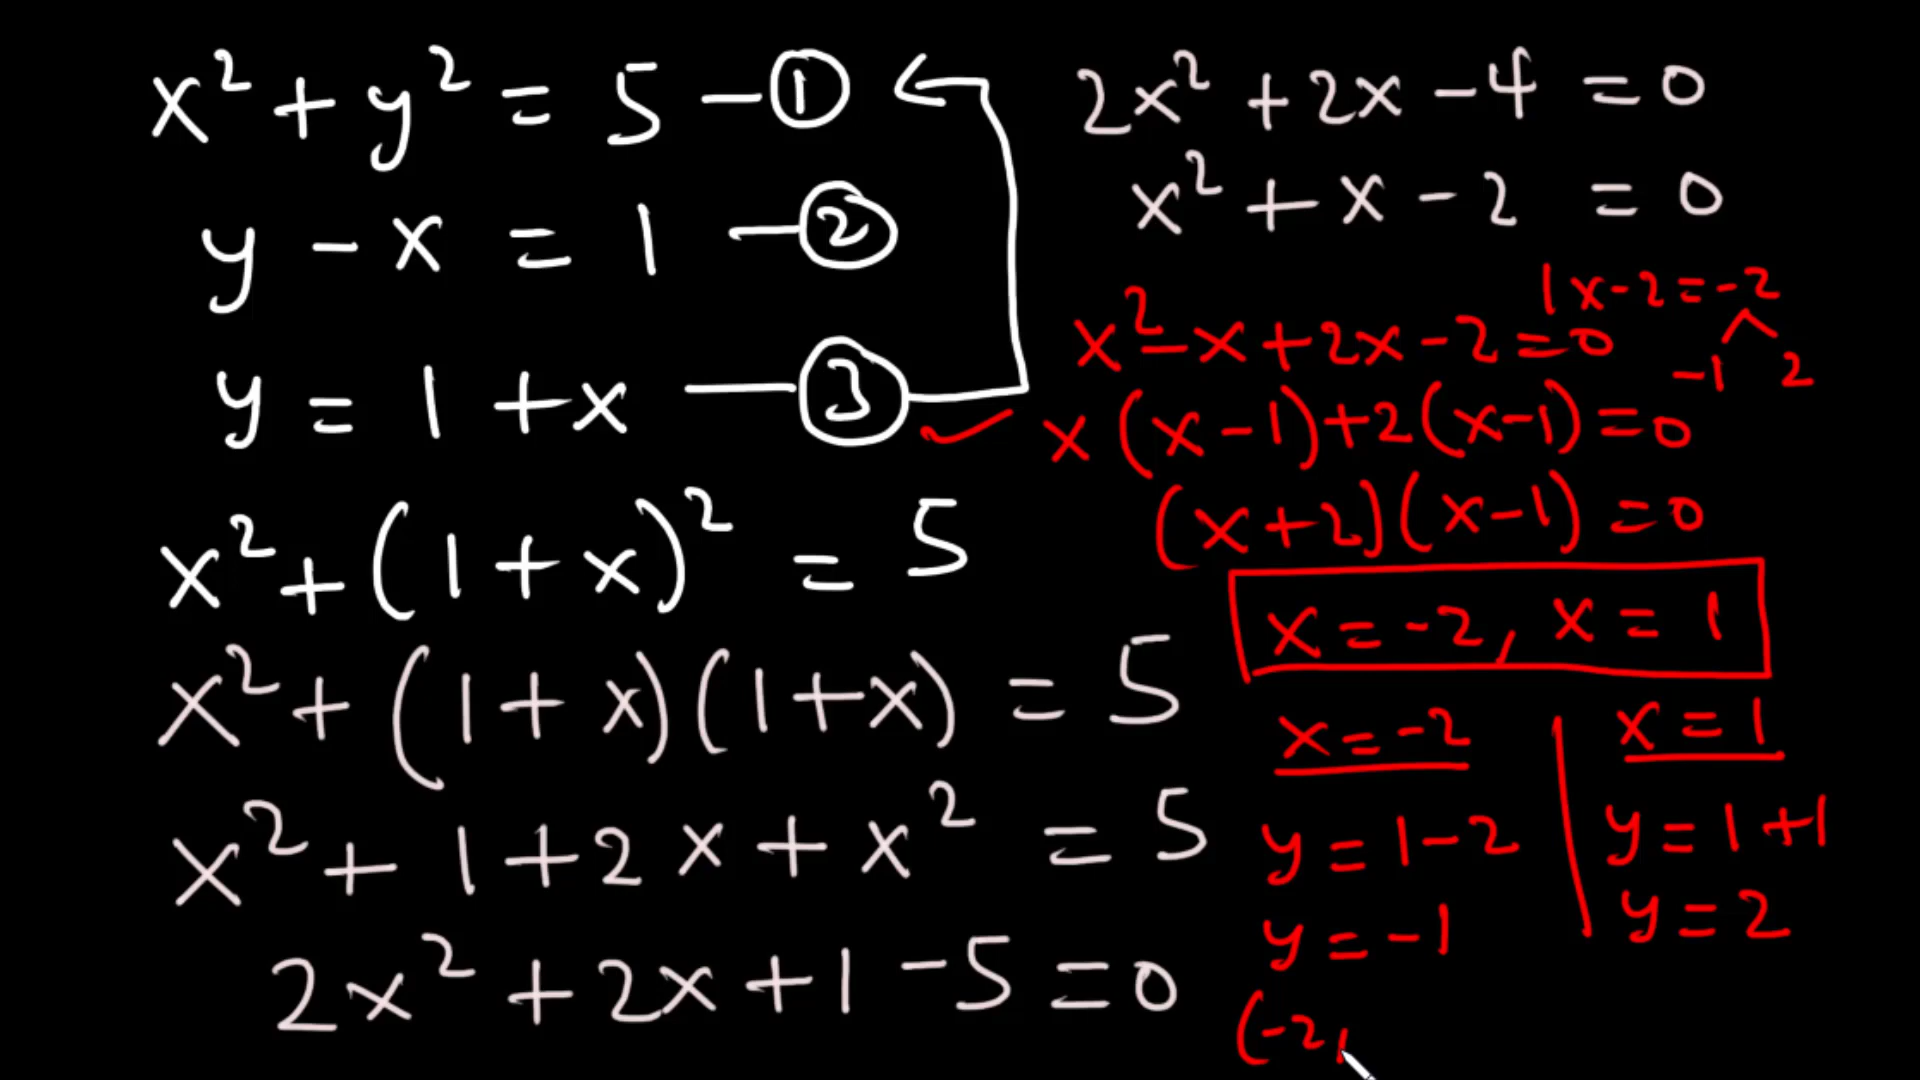 x² + y² = 5 — ①
y - x = 1 — ②
y = 1 + x — ③
x² + (1 + x)² = 5
x² + (1 + x)(1 + x) = 5
x² + 1 + 2x + x² = 5
2x² + 2x + 1 - 5 = 0
2x² + 2x - 4 = 0
x² + x - 2 = 0
1x-2 = -2
-1 2
x² - x + 2x - 2 = 0
x(x-1) + 2(x-1) = 0
(x+2)(x-1) = 0
x = -2, x = 1
x = -2
y = 1 - 2
y = -1
(-2,
x = 1
y = 1 + 1
y = 2